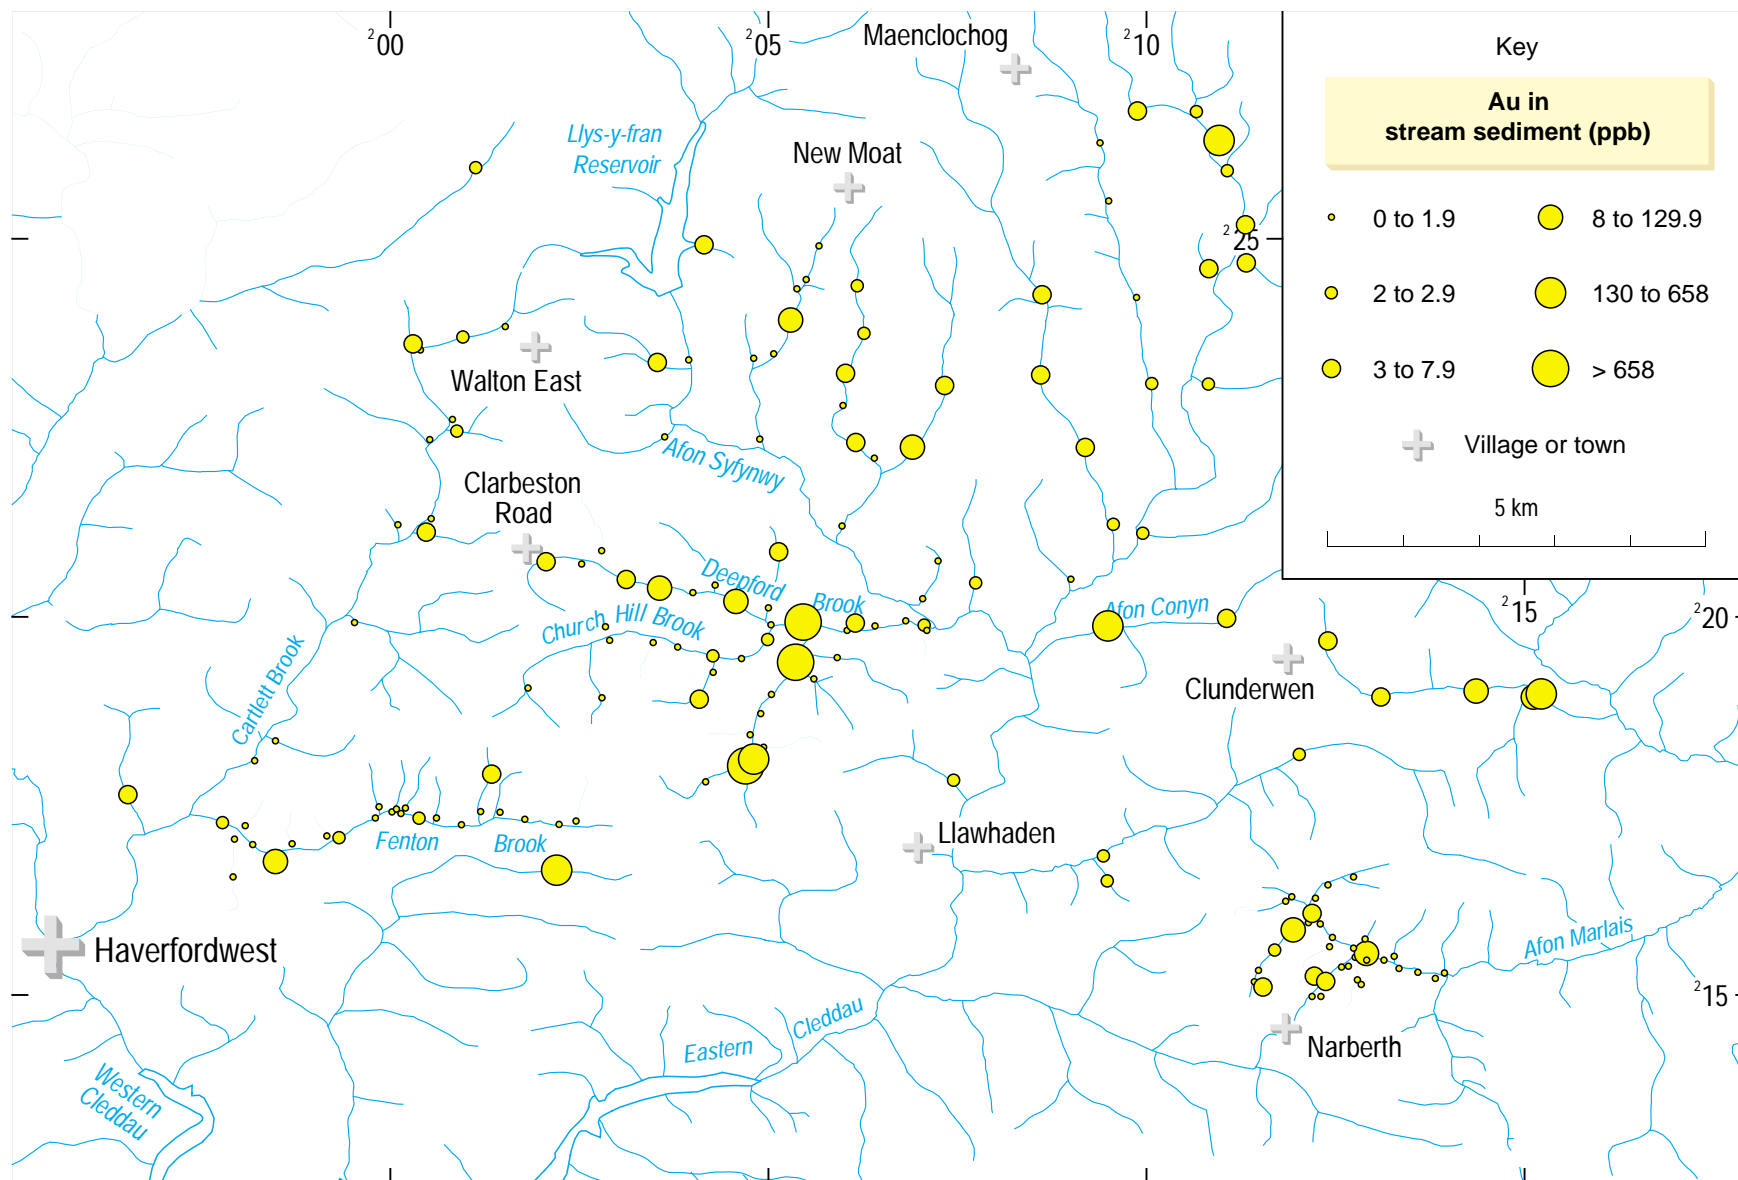 ²00
²05
²10
Maenclochog
Key
Au in
stream sediment (ppb)
Llys-y-fran
Reservoir
New Moat
0 to 1.9
8 to 129.9
²25
2 to 2.9
130 to 658
3 to 7.9
> 658
Walton East
Village or town
Afon Syfynwy
Clarbeston
Road
5 km
Deepford
Brook
Church Hill Brook
Afon Conyn
²15
²20
Cartlett Brook
Clunderwen
Fenton
Brook
Llawhaden
Haverfordwest
Afon Marlais
²15
Cleddau
Eastern
Narberth
Western
Cleddau